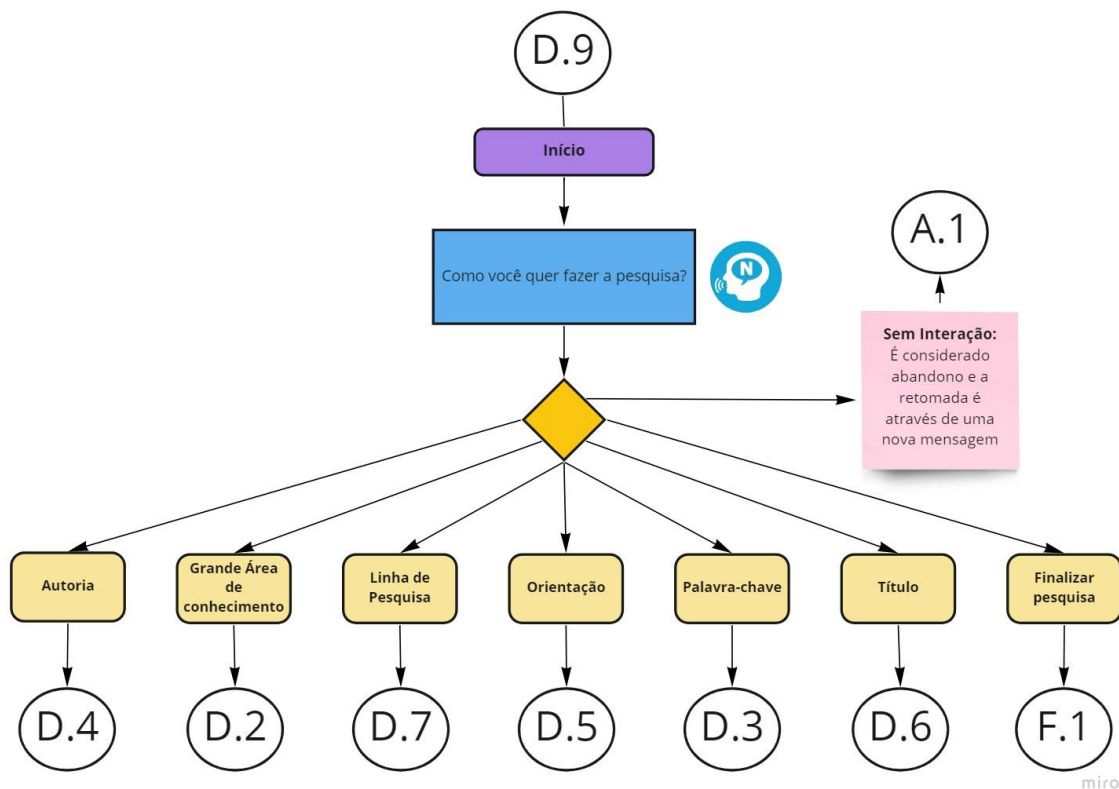 D.9
Início
Como você quer fazer a pesquisa?
N
A.1
Sem Interação:
É considerado
abandono e a
retomada é
através de uma
nova mensagem
Autoria
Grande Área
de
conhecimento
Linha de
Pesquisa
Orientação
Palavra-chave
Título
Finalizar
pesquisa
D.4
D.2
D.7
D.5
D.3
D.6
F.1
miro